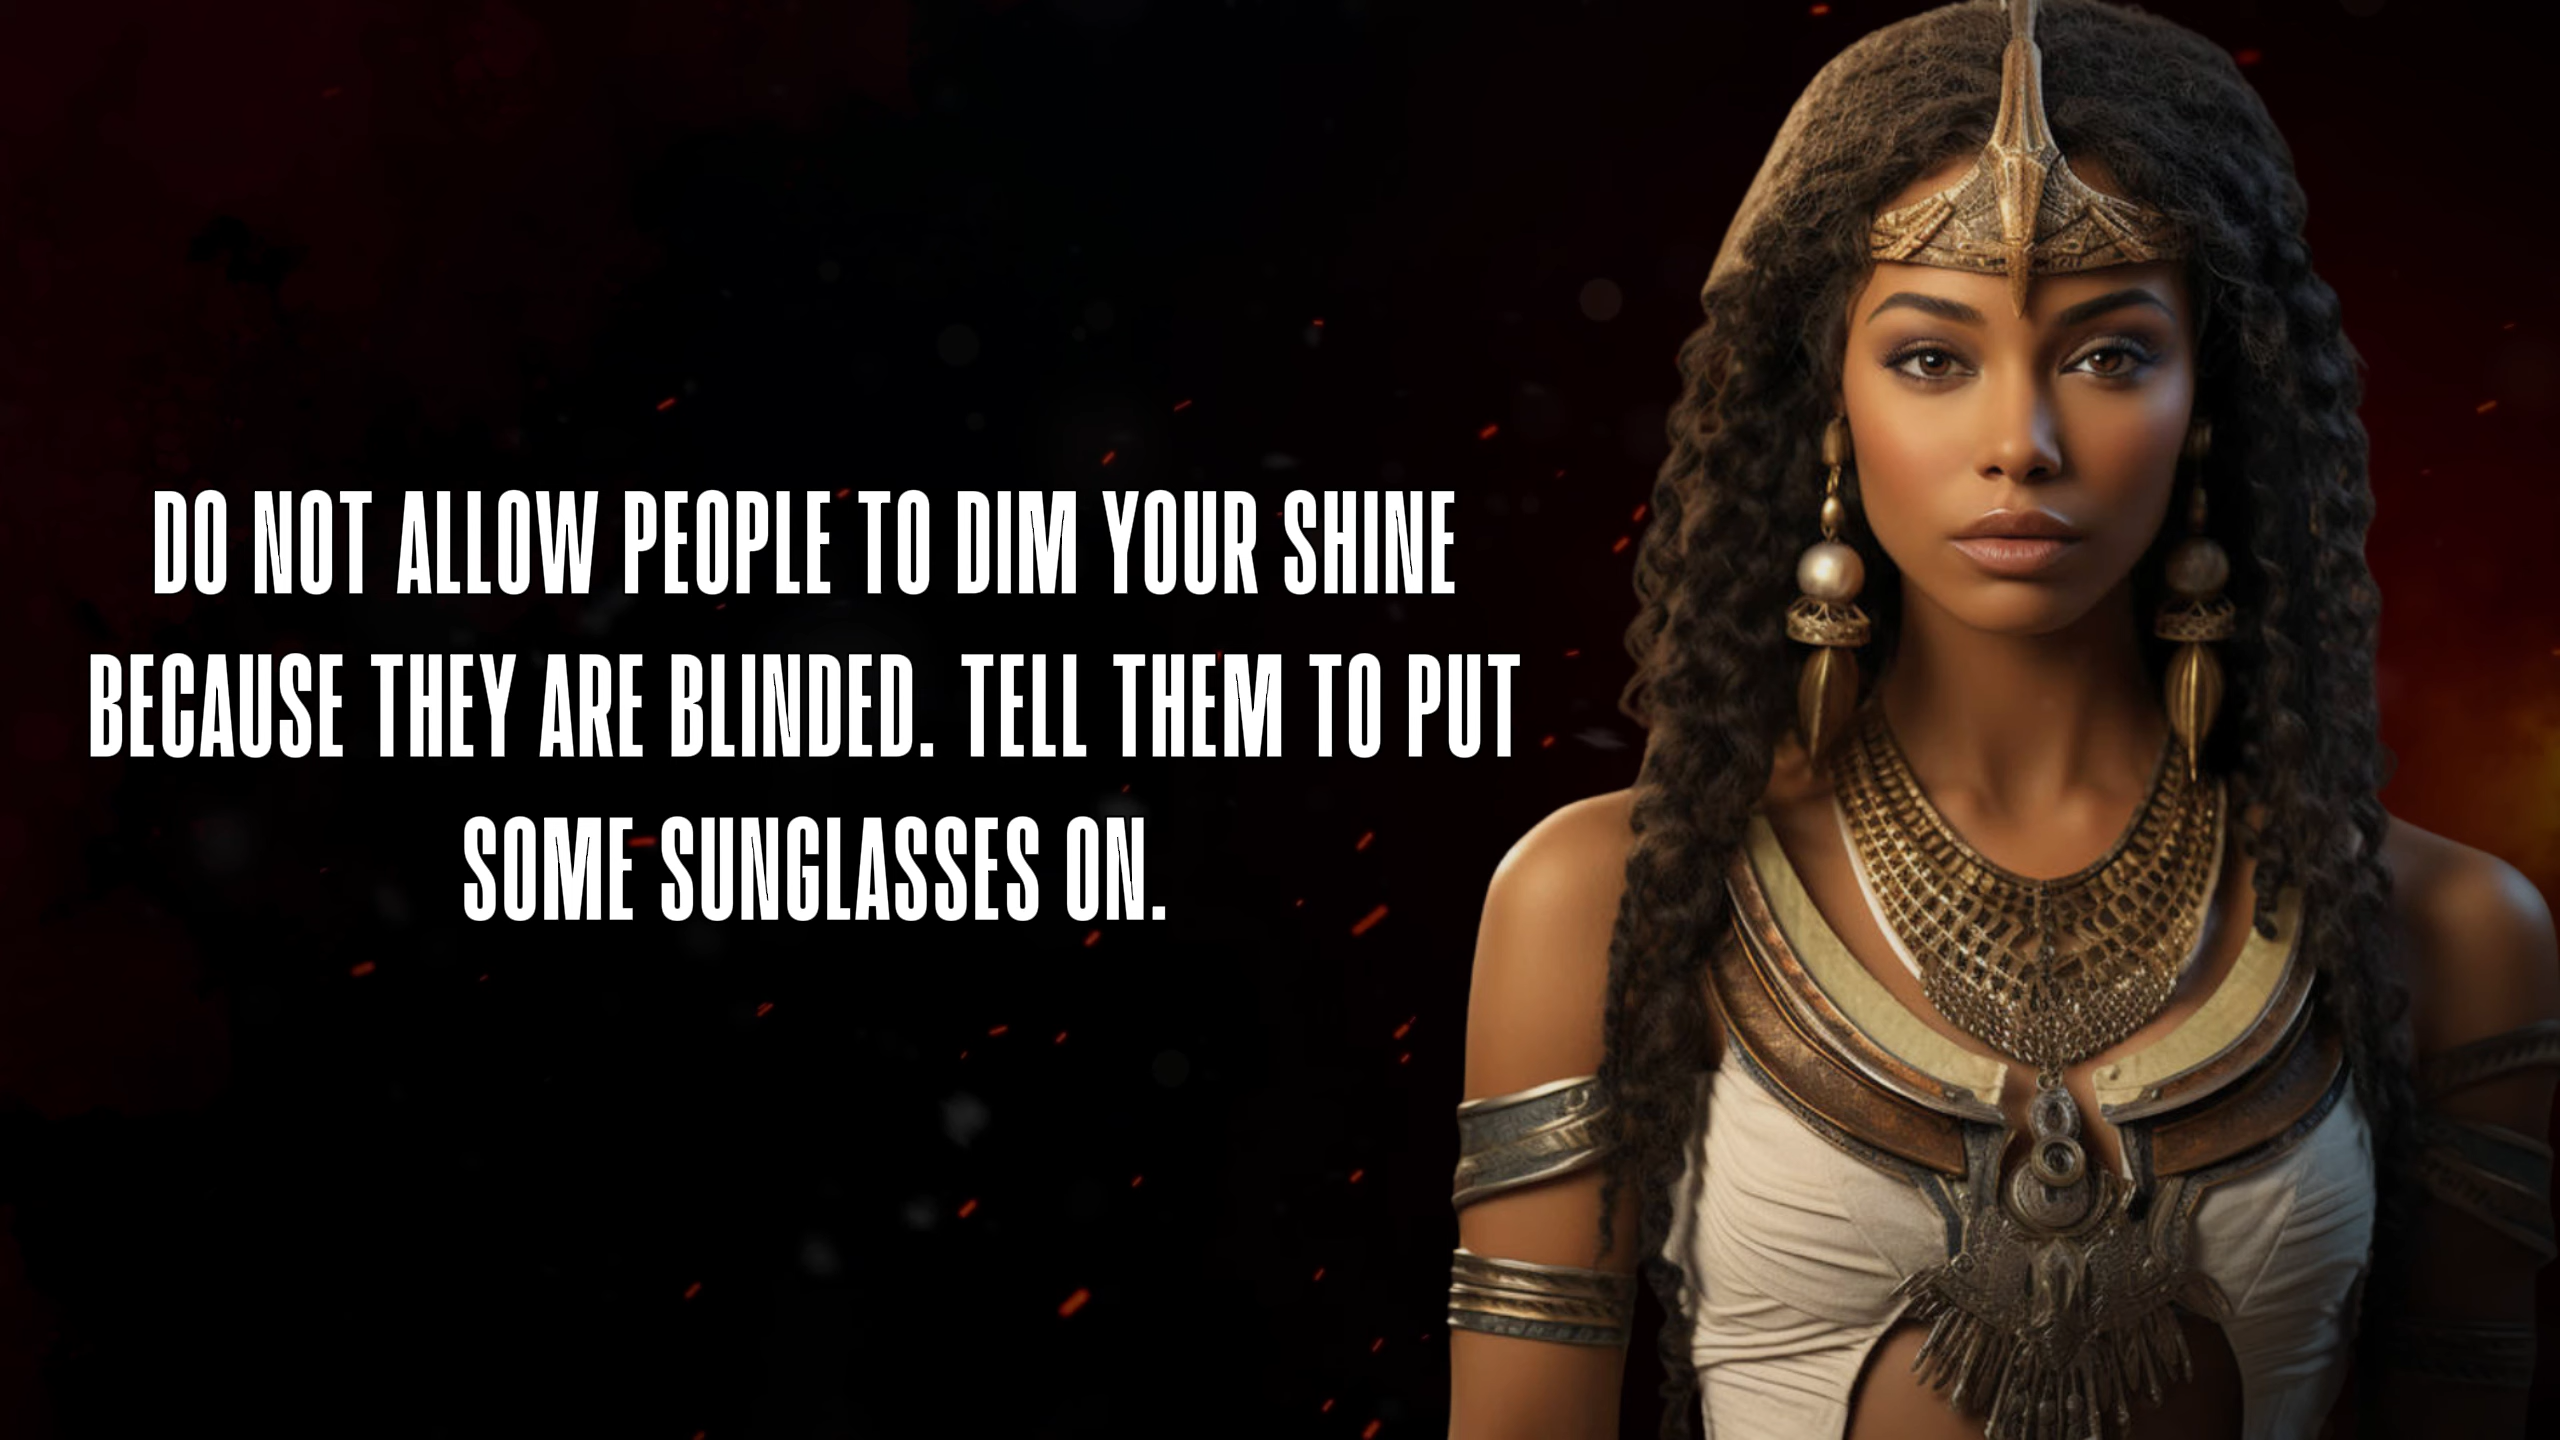 DO NOT ALLOW PEOPLE TO DIM YOUR SHINE
BECAUSE THEY ARE BLINDED. TELL THEM TO PUT
SOME SUNGLASSES ON.